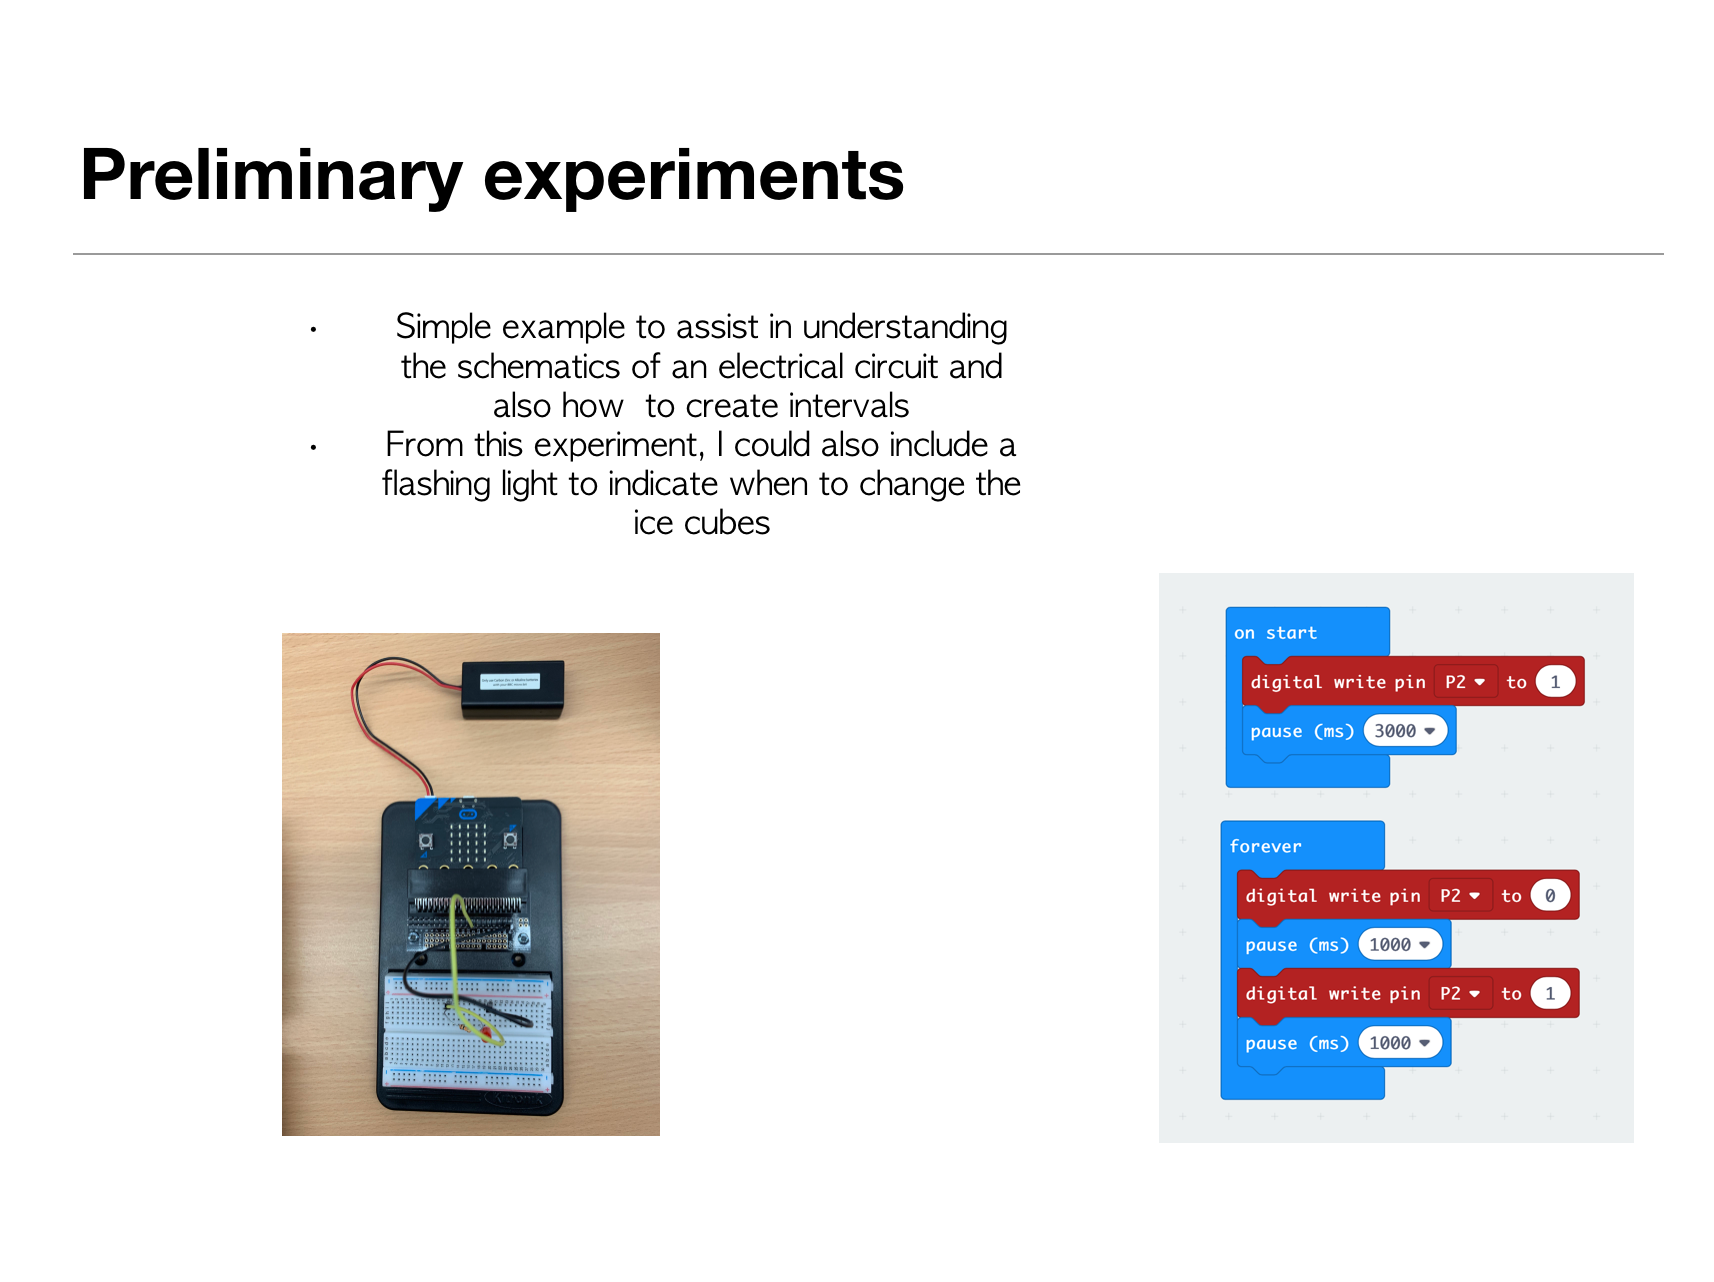 Preliminary experiments
• Simple example to assist in understanding
the schematics of an electrical circuit and
also how  to create intervals
• From this experiment, I could also include a
flashing light to indicate when to change the
ice cubes
on start
digital write pin P2 to 1
pause (ms) 3000
forever
digital write pin P2 to 0
pause (ms) 1000
digital write pin P2 to 1
pause (ms) 1000